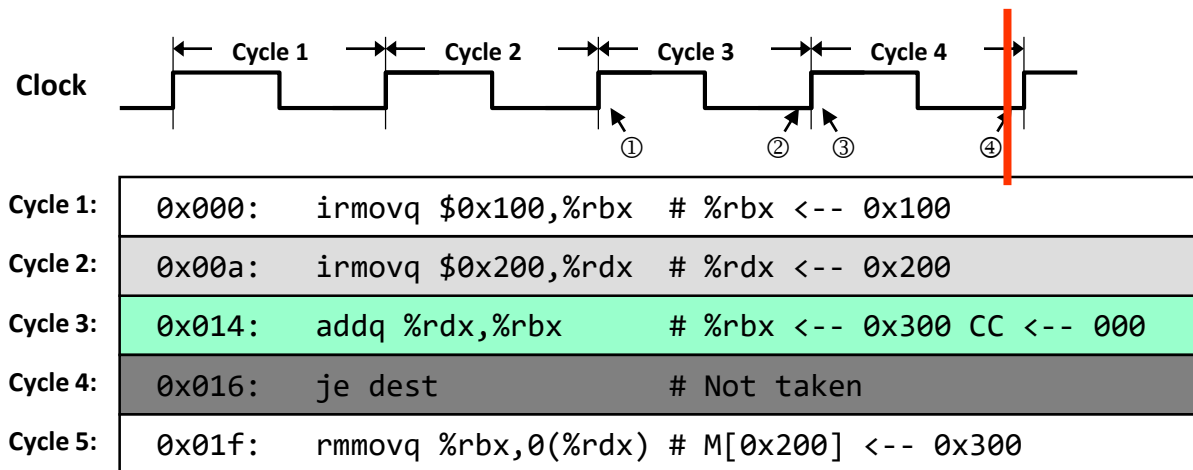 Cycle 1 Cycle 2 Cycle 3 Cycle 4
Clock
① ② ③ ④
Cycle 1: 0x000: irmovq $0x100,%rbx # %rbx <-- 0x100
Cycle 2: 0x00a: irmovq $0x200,%rdx # %rdx <-- 0x200
Cycle 3: 0x014: addq %rdx,%rbx # %rbx <-- 0x300 CC <-- 000
Cycle 4: 0x016: je dest # Not taken
Cycle 5: 0x01f: rmmovq %rbx,0(%rdx) # M[0x200] <-- 0x300